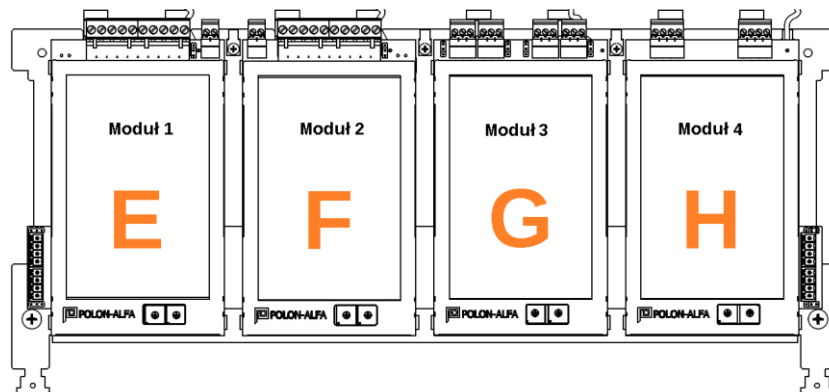 Moduł 1
Moduł 2
Moduł 3
Moduł 4
E
F
G
H
POLON-ALFA
POLON-ALFA
POLON-ALFA
POLON-ALFA